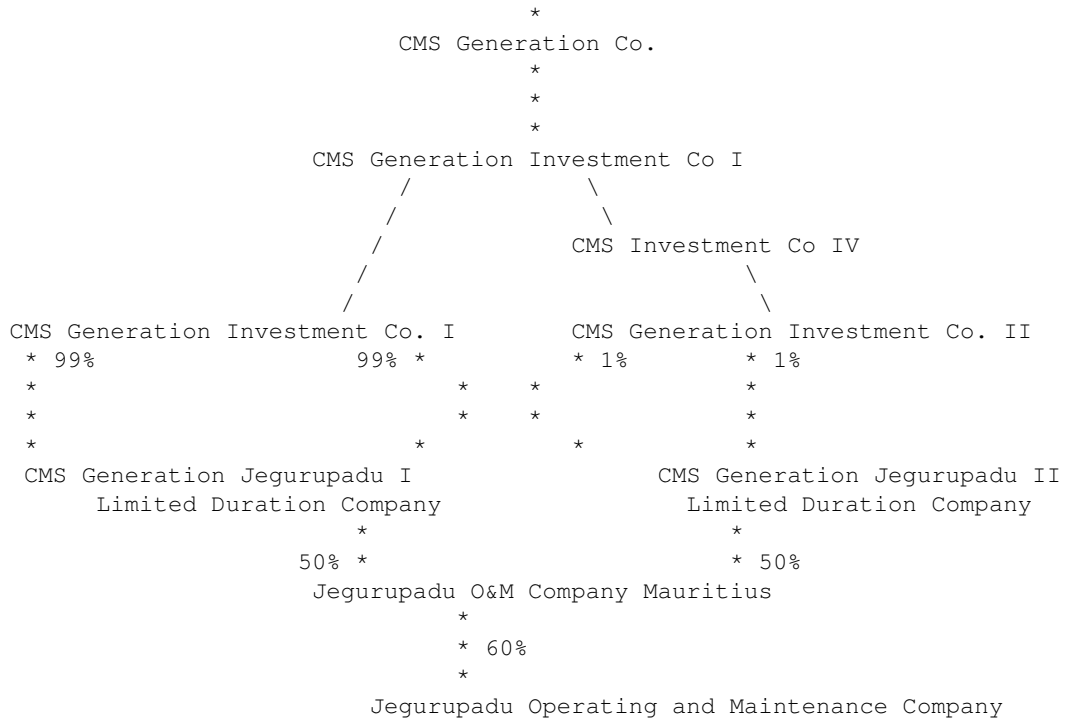 *
CMS Generation Co.
*
*
*
CMS Generation Investment Co I
/ \
/ \
/ CMS Investment Co IV
/ \
/ \
CMS Generation Investment Co. I CMS Generation Investment Co. II
* 99% 99% * * 1% * 1%
* * * *
* * * *
* * * *
CMS Generation Jegurupadu I CMS Generation Jegurupadu II
Limited Duration Company Limited Duration Company
* *
50% * * 50%
Jegurupadu O&M Company Mauritius
*
* 60%
*
Jegurupadu Operating and Maintenance Company